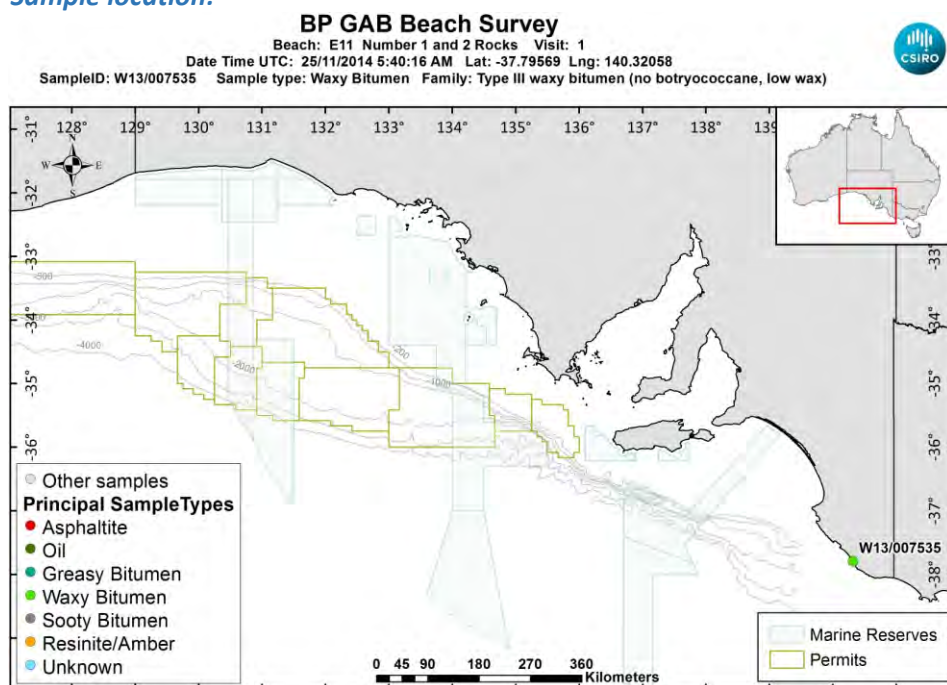 Sample location:
BP GAB Beach Survey
Beach: E11 Number 1 and 2 Rocks Visit: 1
Date Time UTC: 25/11/2014 5:40:16 AM Lat: -37.79569 Lng: 140.32058
SampleID: W13/007535 Sample type: Waxy Bitumen Family: Type III waxy bitumen (no botryococcane, low wax)
CSIRO
128° 129° 130° 131° 132° 133° 134° 135° 136° 137° 138° 139
-31°
-32°
-33°
-34°
-35°
-36°
N
W E
S
-4000
-2000
-200
-1000
-33°
-34°
-35°
-36°
-37°
-38°
W13/007535
Other samples
Principal SampleTypes
Asphaltite
Oil
Greasy Bitumen
Waxy Bitumen
Sooty Bitumen
Resinite/Amber
Unknown
0 45 90 180 270 360
Kilometers
Marine Reserves
Permits